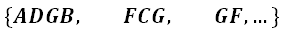 {ADGB, FCG, GF, ... }